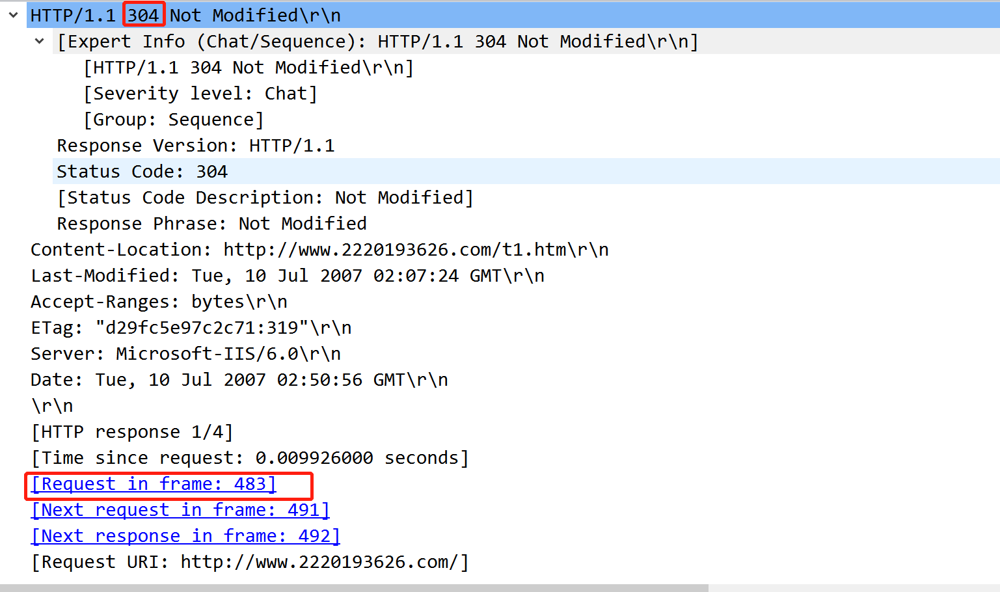 HTTP/1.1 304 Not Modified\r\n
[Expert Info (Chat/Sequence): HTTP/1.1 304 Not Modified\r\n]
[HTTP/1.1 304 Not Modified\r\n]
[Severity level: Chat]
[Group: Sequence]
Response Version: HTTP/1.1
Status Code: 304
[Status Code Description: Not Modified]
Response Phrase: Not Modified
Content-Location: http://www.2220193626.com/t1.htm\r\n
Last-Modified: Tue, 10 Jul 2007 02:07:24 GMT\r\n
Accept-Ranges: bytes\r\n
ETag: "d29fc5e97c2c71:319"\r\n
Server: Microsoft-IIS/6.0\r\n
Date: Tue, 10 Jul 2007 02:50:56 GMT\r\n
\r\n
[HTTP response 1/4]
[Time since request: 0.009926000 seconds]
[Request in frame: 483]
[Next request in frame: 491]
[Next response in frame: 492]
[Request URI: http://www.2220193626.com/]